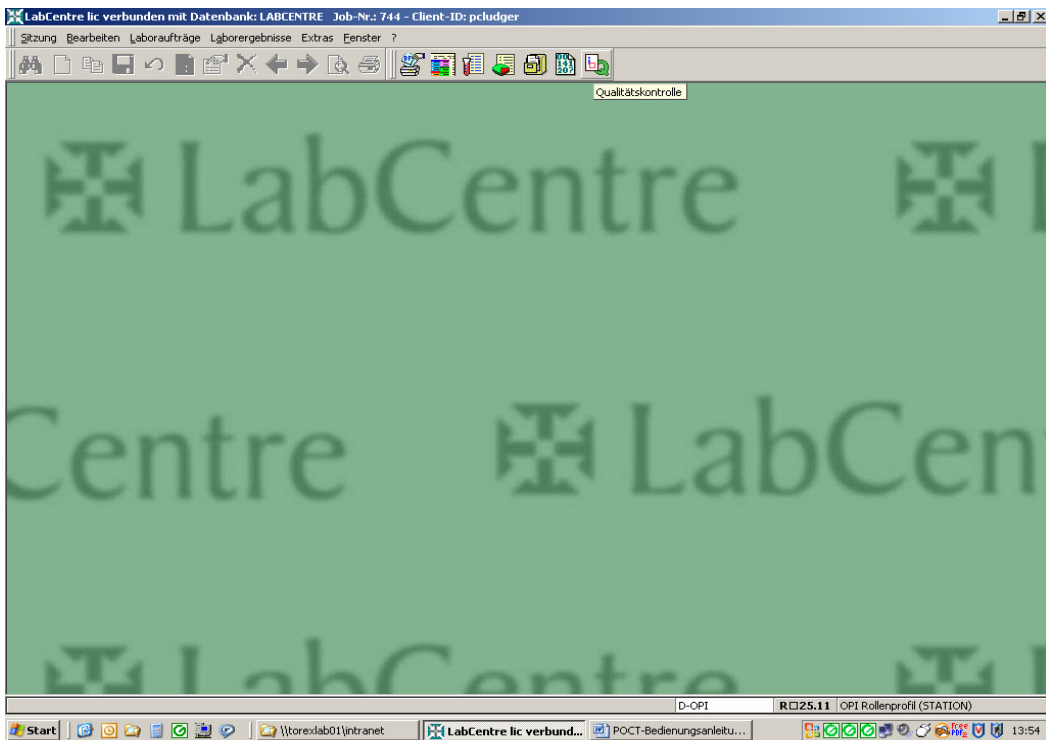 LabCentre lic verbunden mit Datenbank: LABCENTRE Job-Nr.: 744 - Client-ID: pcludger
Sitzung Bearbeiten Laboraufträge Laborergebnisse Extras Fenster ?
Qualitätskontrolle
LabCentre
Centre
LabCen
LabCentre
D-OPI R□25.11 OPI Rollenprofil (STATION)
Start \\torexlab01\intranet LabCentre lic verbund... POCT-Bedienungsanleitu... 13:54